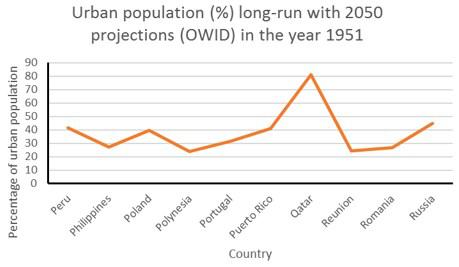 Urban population (%) long-run with 2050
projections (OWID) in the year 1951
Percentage of urban population
90
80
70
60
50
40
30
20
10
0
Peru
Philippines
Poland
Polynesia
Portugal
Puerto Rico
Qatar
Reunion
Romania
Russia
Country